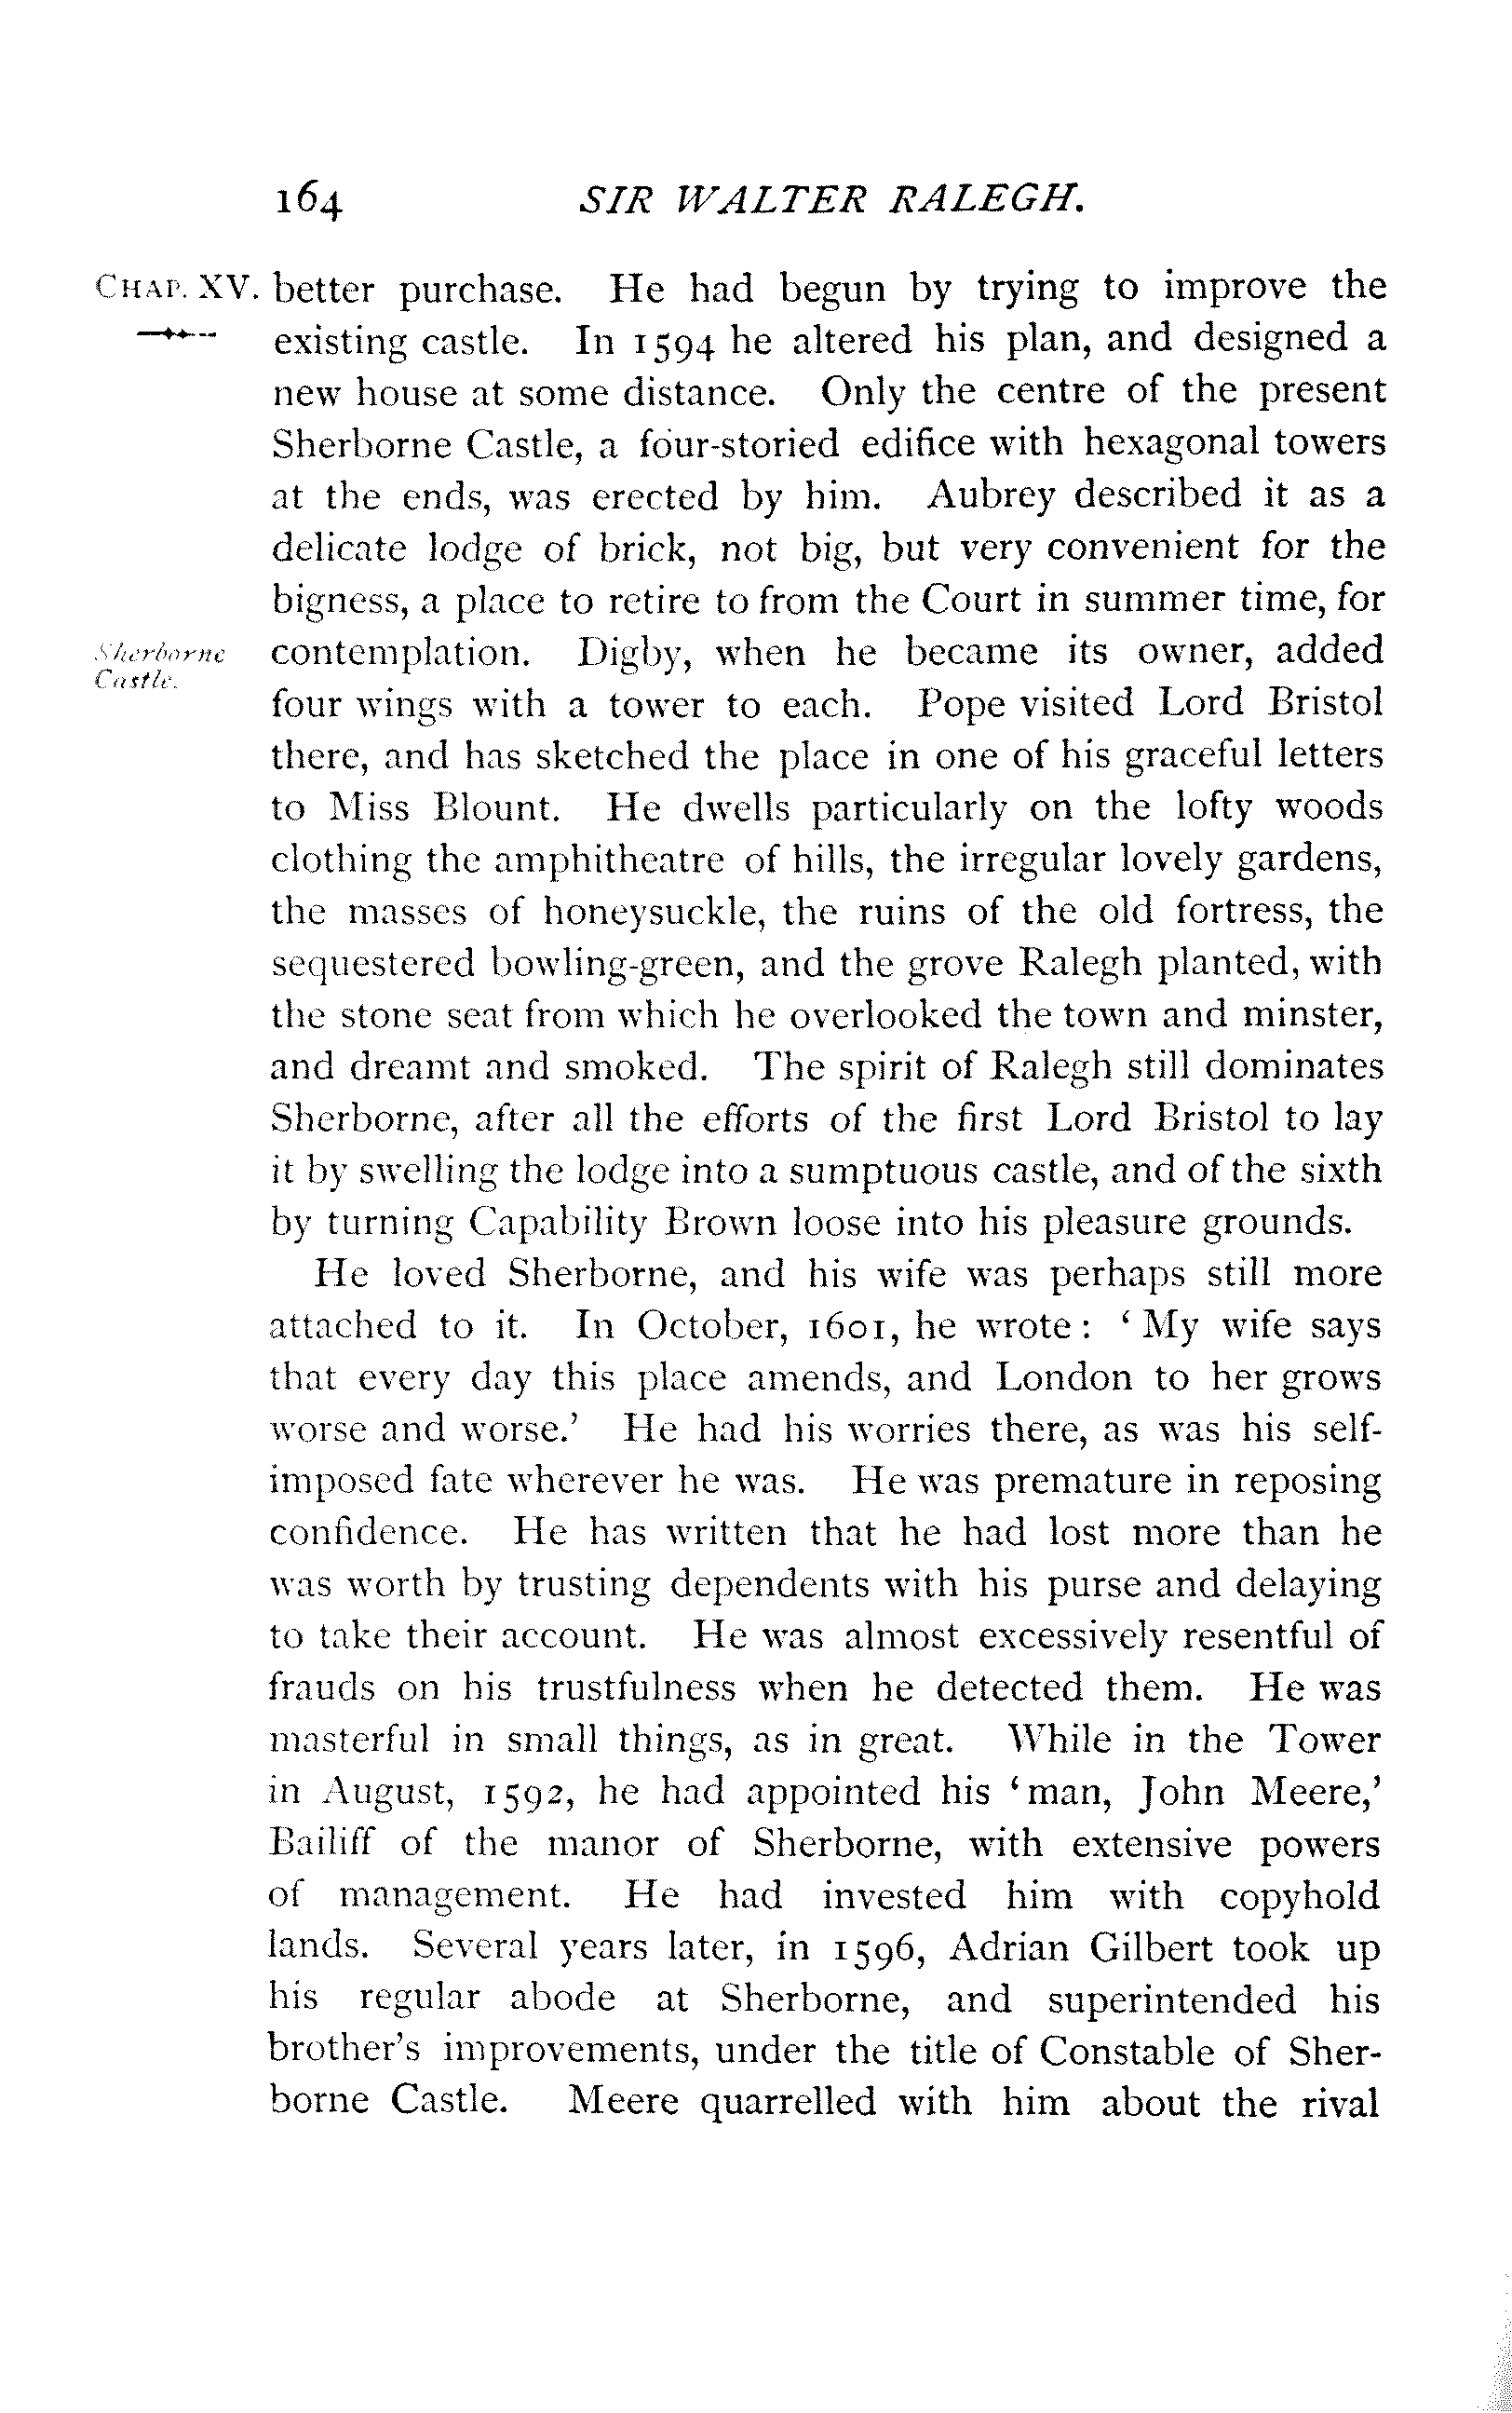 164 SIR WALTER RALEGH.
CHAP. XV. better purchase. He had begun by trying to improve the
existing castle. In 1594 he altered his plan, and designed a
new house at some distance. Only the centre of the present
Sherborne Castle, a four-storied edifice with hexagonal towers
at the ends, was erected by him. Aubrey described it as a
delicate lodge of brick, not big, but very convenient for the
bigness, a place to retire to from the Court in summer time, for
Sherborne
Castle.
contemplation. Digby, when he became its owner, added
four wings with a tower to each. Pope visited Lord Bristol
there, and has sketched the place in one of his graceful letters
to Miss Blount. He dwells particularly on the lofty woods
clothing the amphitheatre of hills, the irregular lovely gardens,
the masses of honeysuckle, the ruins of the old fortress, the
sequestered bowling-green, and the grove Ralegh planted, with
the stone seat from which he overlooked the town and minster,
and dreamt and smoked. The spirit of Ralegh still dominates
Sherborne, after all the efforts of the first Lord Bristol to lay
it by swelling the lodge into a sumptuous castle, and of the sixth
by turning Capability Brown loose into his pleasure grounds.
He loved Sherborne, and his wife was perhaps still more
attached to it. In October, 1601, he wrote: ‘ My wife says
that every day this place amends, and London to her grows
worse and worse.’ He had his worries there, as was his self-
imposed fate wherever he was. He was premature in reposing
confidence. He has written that he had lost more than he
was worth by trusting dependents with his purse and delaying
to take their account. He was almost excessively resentful of
frauds on his trustfulness when he detected them. He was
masterful in small things, as in great. While in the Tower
in August, 1592, he had appointed his ‘man, John Meere,’
Bailiff of the manor of Sherborne, with extensive powers
of management. He had invested him with copyhold
lands. Several years later, in 1596, Adrian Gilbert took up
his regular abode at Sherborne, and superintended his
brother’s improvements, under the title of Constable of Sher-
borne Castle. Meere quarrelled with him about the rival